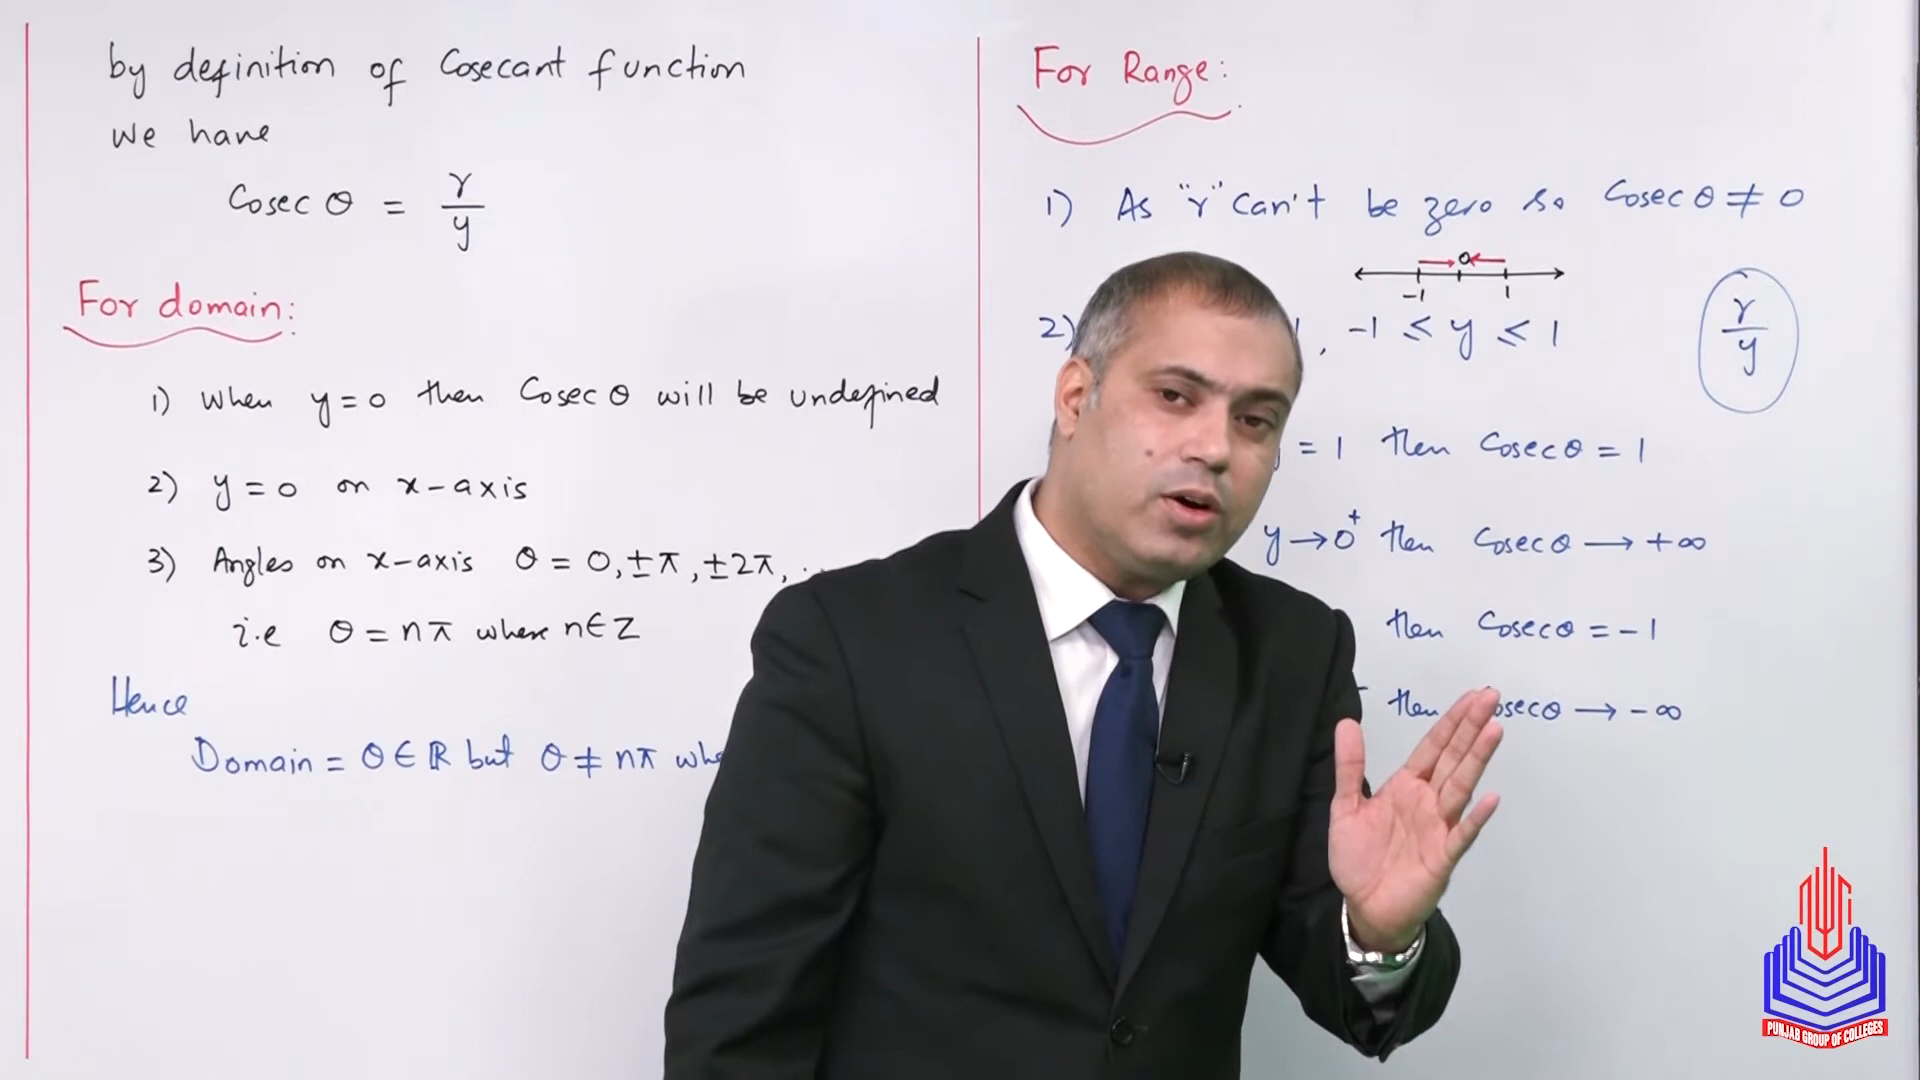 by definition of Cosecant function
We have
Cosec θ = r/y
For domain:
1) When y = 0 then Cosec θ will be undefined
2) y = 0 on x-axis
3) Angles on x-axis θ = 0, ±π, ±2π, ..
i.e θ = nπ where n∈Z
Hence
Domain = θ ∈ ℝ but θ ≠ nπ
For Range:
1) As "r" can't be zero so Cosec θ ≠ 0
0
-1 1
2) , -1 ≤ y ≤ 1
r/y
= 1 then Cosec θ = 1
y → 0⁺ then Cosec θ → +∞
then Cosec θ = -1
then Cosec θ → -∞
PUNJAB GROUP OF COLLEGES